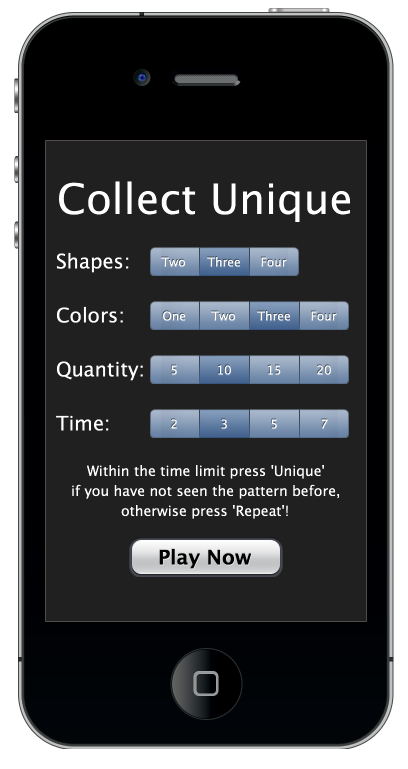 Collect Unique
Shapes: Two Three Four
Colors: One Two Three Four
Quantity: 5 10 15 20
Time: 2 3 5 7
Within the time limit press 'Unique'
if you have not seen the pattern before,
otherwise press 'Repeat'!
Play Now